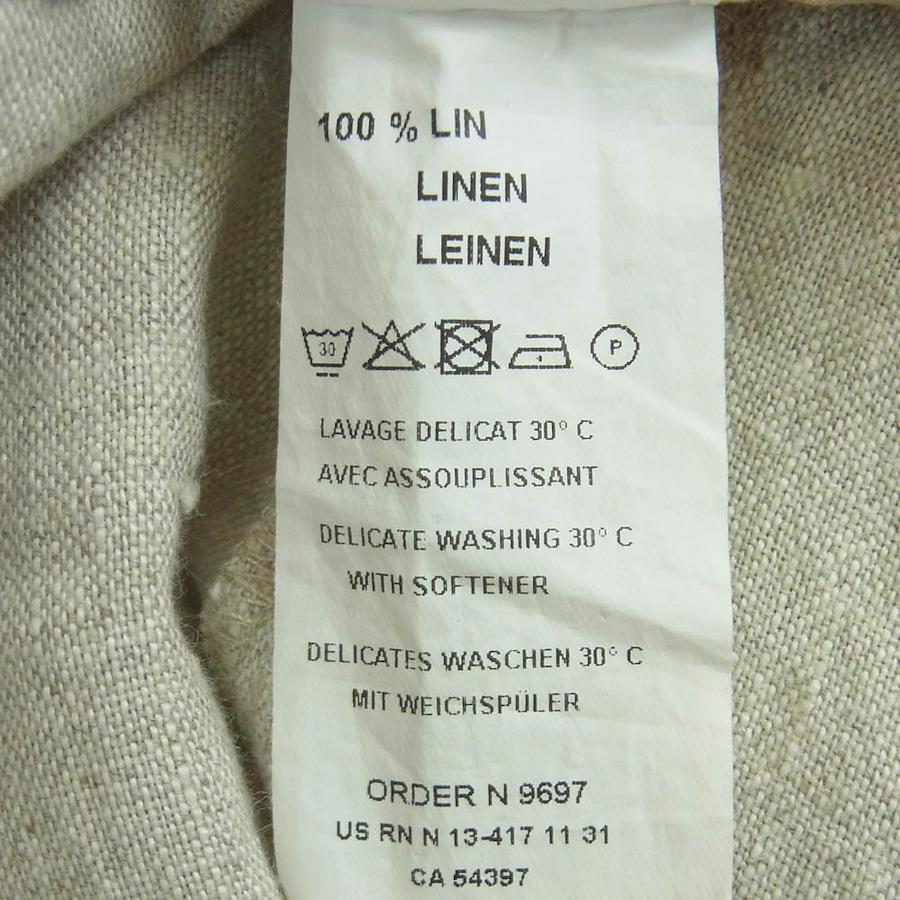 100 % LIN
LINEN
LEINEN
30 P
LAVAGE DELICAT 30° C
AVEC ASSOUPLISSANT
DELICATE WASHING 30° C
WITH SOFTENER
DELICATES WASCHEN 30° C
MIT WEICHSPÜLER
ORDER N 9697
US RN N 13-417 11 31
CA 54397